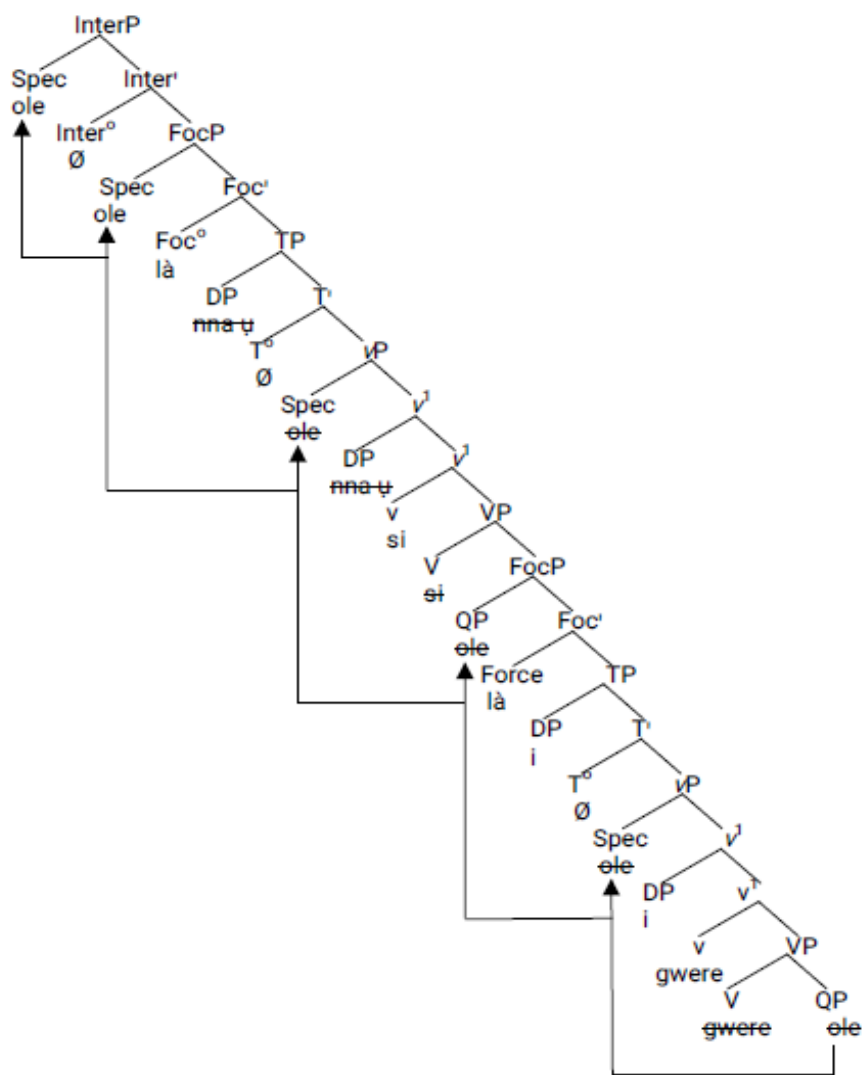 InterP
Spec Inter'
ole
Inter° FocP
Ø
Spec Foc'
ole
Foc° TP
là
DP T'
nna ụ
T° vP
Ø
Spec v¹
ole
DP v¹
nna ụ
v VP
si
V FocP
si
QP Foc'
ole
Force TP
là
DP T'
i
T° vP
Ø
Spec v¹
ole
DP v¹
i
v VP
gwere
V QP
gwere ole